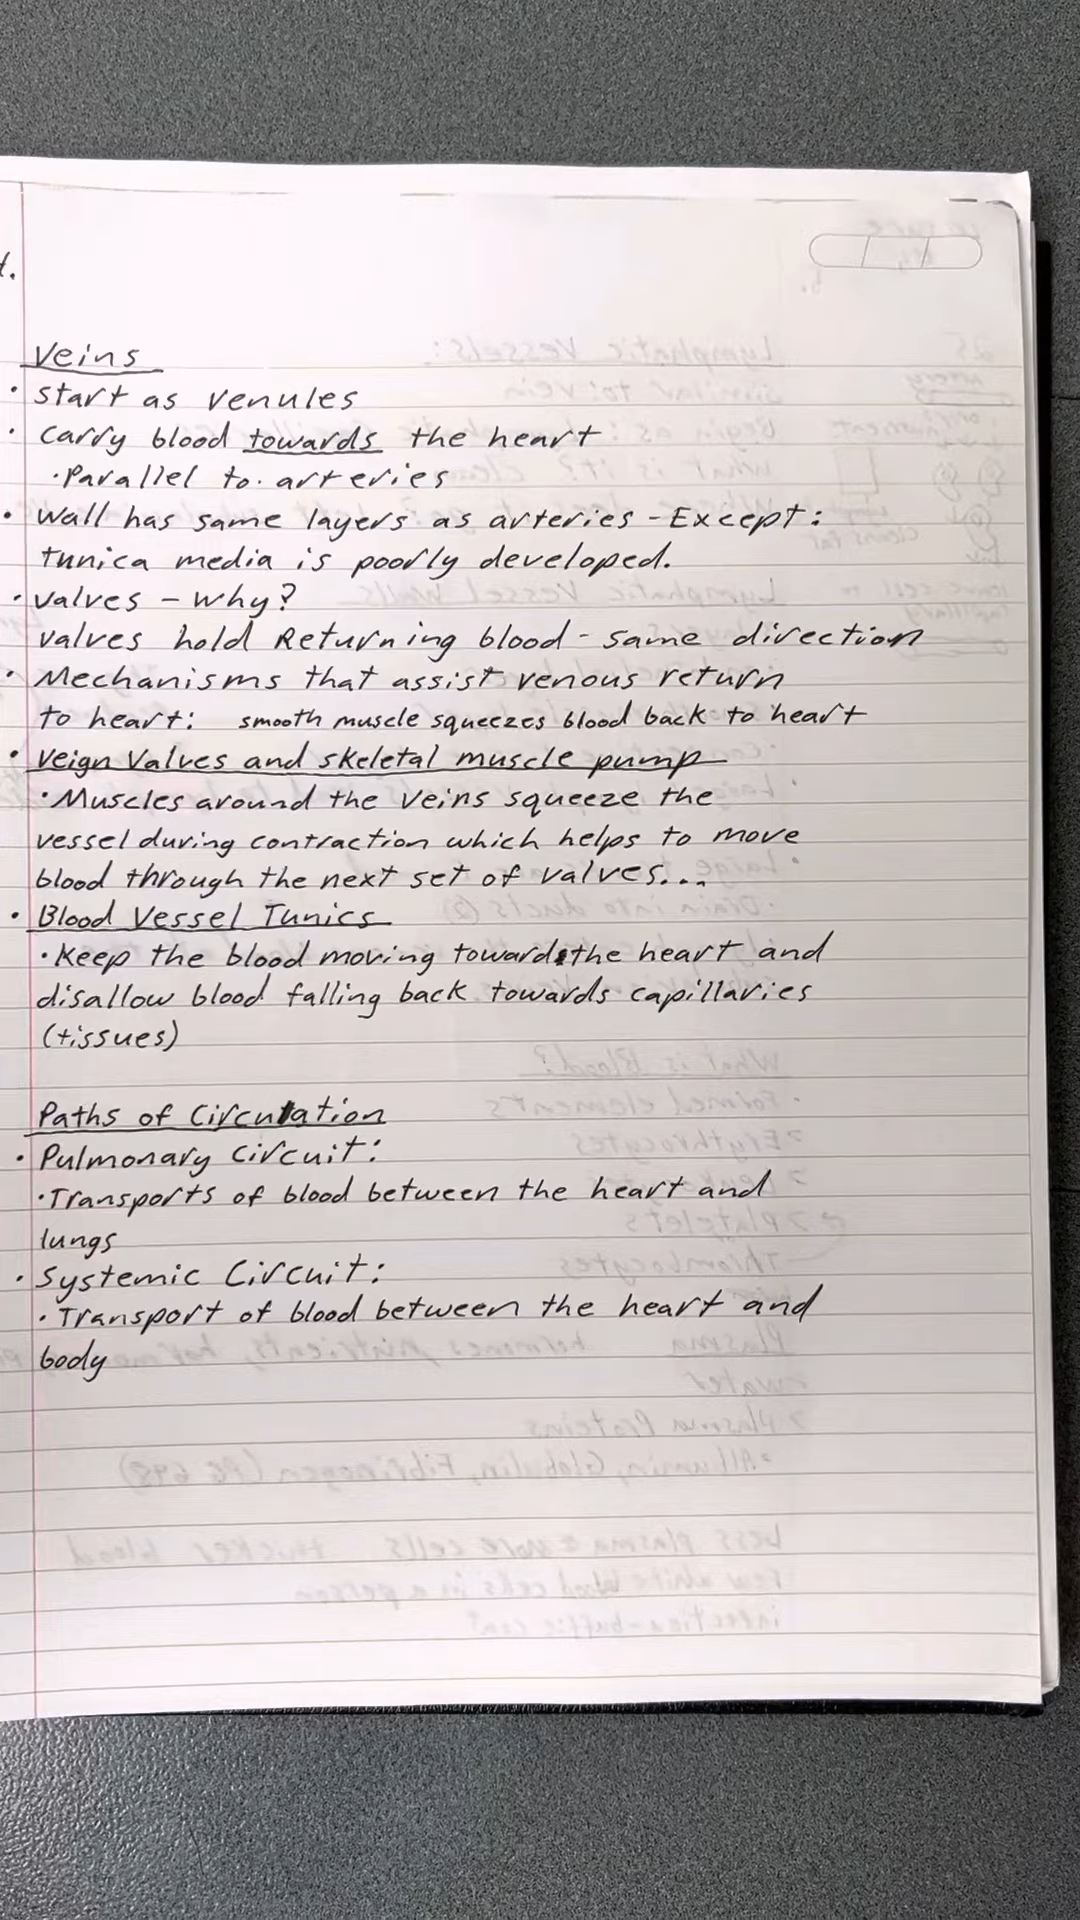 t.
Veins
• start as venules
• Carry blood towards the heart
• Parallel to arteries
• Wall has same layers as arteries - Except:
tunica media is poorly developed.
• valves - Why?
valves hold Returning blood - same direction
• Mechanisms that assist venous return
to heart: smooth muscle squeezes blood back to heart
• Veign Valves and skeletal muscle pump
• Muscles around the veins squeeze the
vessel during contraction which helps to move
blood through the next set of valves...
• Blood Vessel Tunics
• Keep the blood moving towards the heart and
disallow blood falling back towards capillaries
(tissues)
Paths of Circulation
• Pulmonary Circuit:
• Transports of blood between the heart and
lungs
• Systemic Circuit:
• Transport of blood between the heart and
body